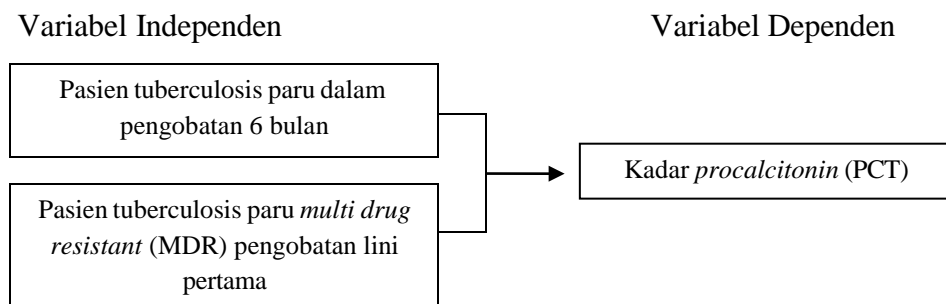 Variabel Independen
Variabel Dependen
Pasien tuberculosis paru dalam
pengobatan 6 bulan
Kadar procalcitonin (PCT)
Pasien tuberculosis paru multi drug
resistant (MDR) pengobatan lini
pertama